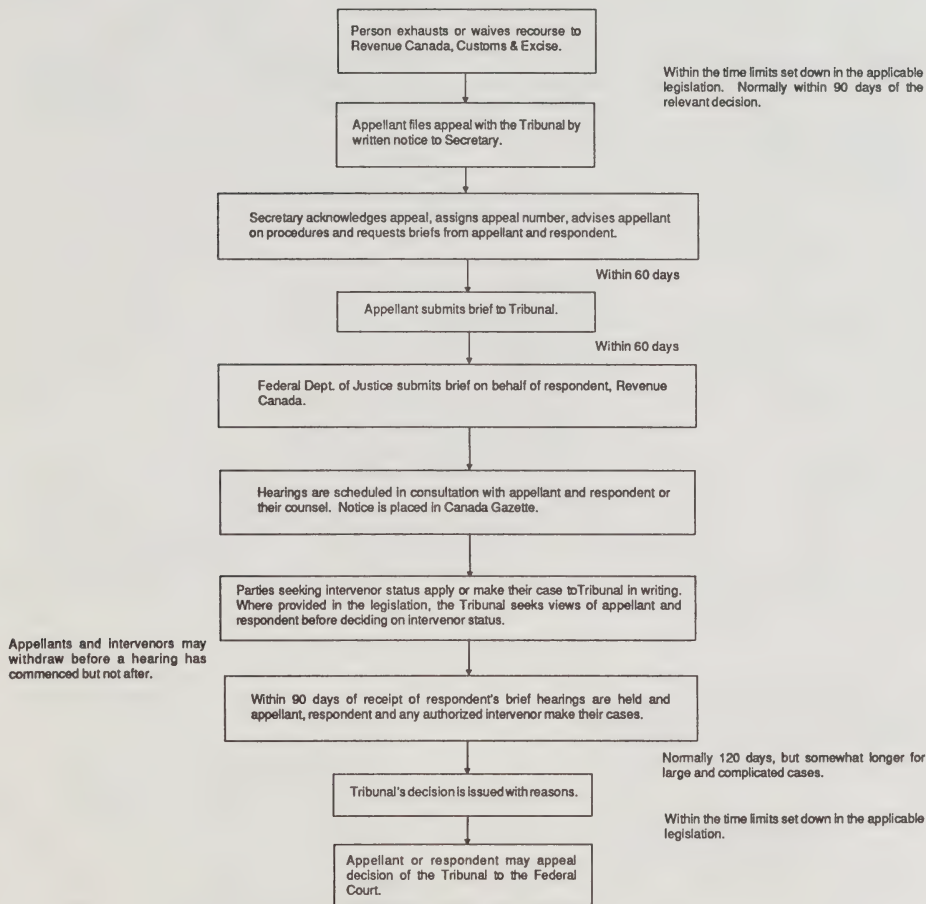 Person exhausts or waives recourse to
Revenue Canada, Customs & Excise.
Within the time limits set down in the applicable
legislation. Normally within 90 days of the
relevant decision.
Appellant files appeal with the Tribunal by
written notice to Secretary.
Secretary acknowledges appeal, assigns appeal number, advises appellant
on procedures and requests briefs from appellant and respondent.
Within 60 days
Appellant submits brief to Tribunal.
Within 60 days
Federal Dept. of Justice submits brief on behalf of respondent, Revenue
Canada.
Hearings are scheduled in consultation with appellant and respondent or
their counsel. Notice is placed in Canada Gazette.
Parties seeking intervenor status apply or make their case toTribunal in writing.
Where provided in the legislation, the Tribunal seeks views of appellant and
respondent before deciding on intervenor status.
Appellants and intervenors may
withdraw before a hearing has
commenced but not after.
Within 90 days of receipt of respondent's brief hearings are held and
appellant, respondent and any authorized intervenor make their cases.
Normally 120 days, but somewhat longer for
large and complicated cases.
Tribunal's decision is issued with reasons.
Within the time limits set down in the applicable
legislation.
Appellant or respondent may appeal
decision of the Tribunal to the Federal
Court.